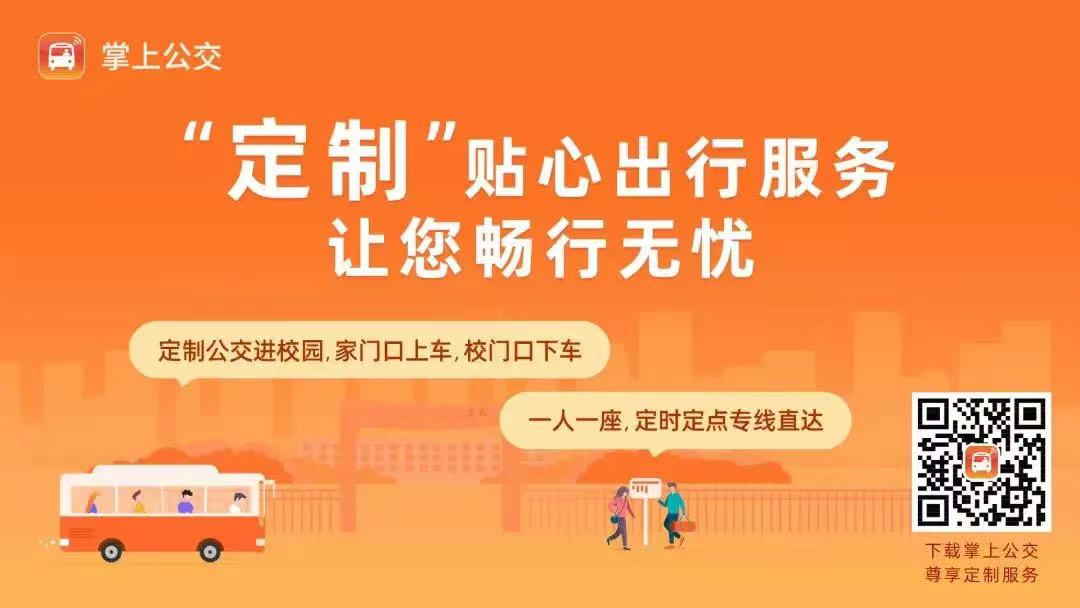 掌上公交
“定制”贴心出行服务
让您畅行无忧
定制公交进校园,家门口上车,校门口下车
一人一座,定时定点专线直达
下载掌上公交
尊享定制服务